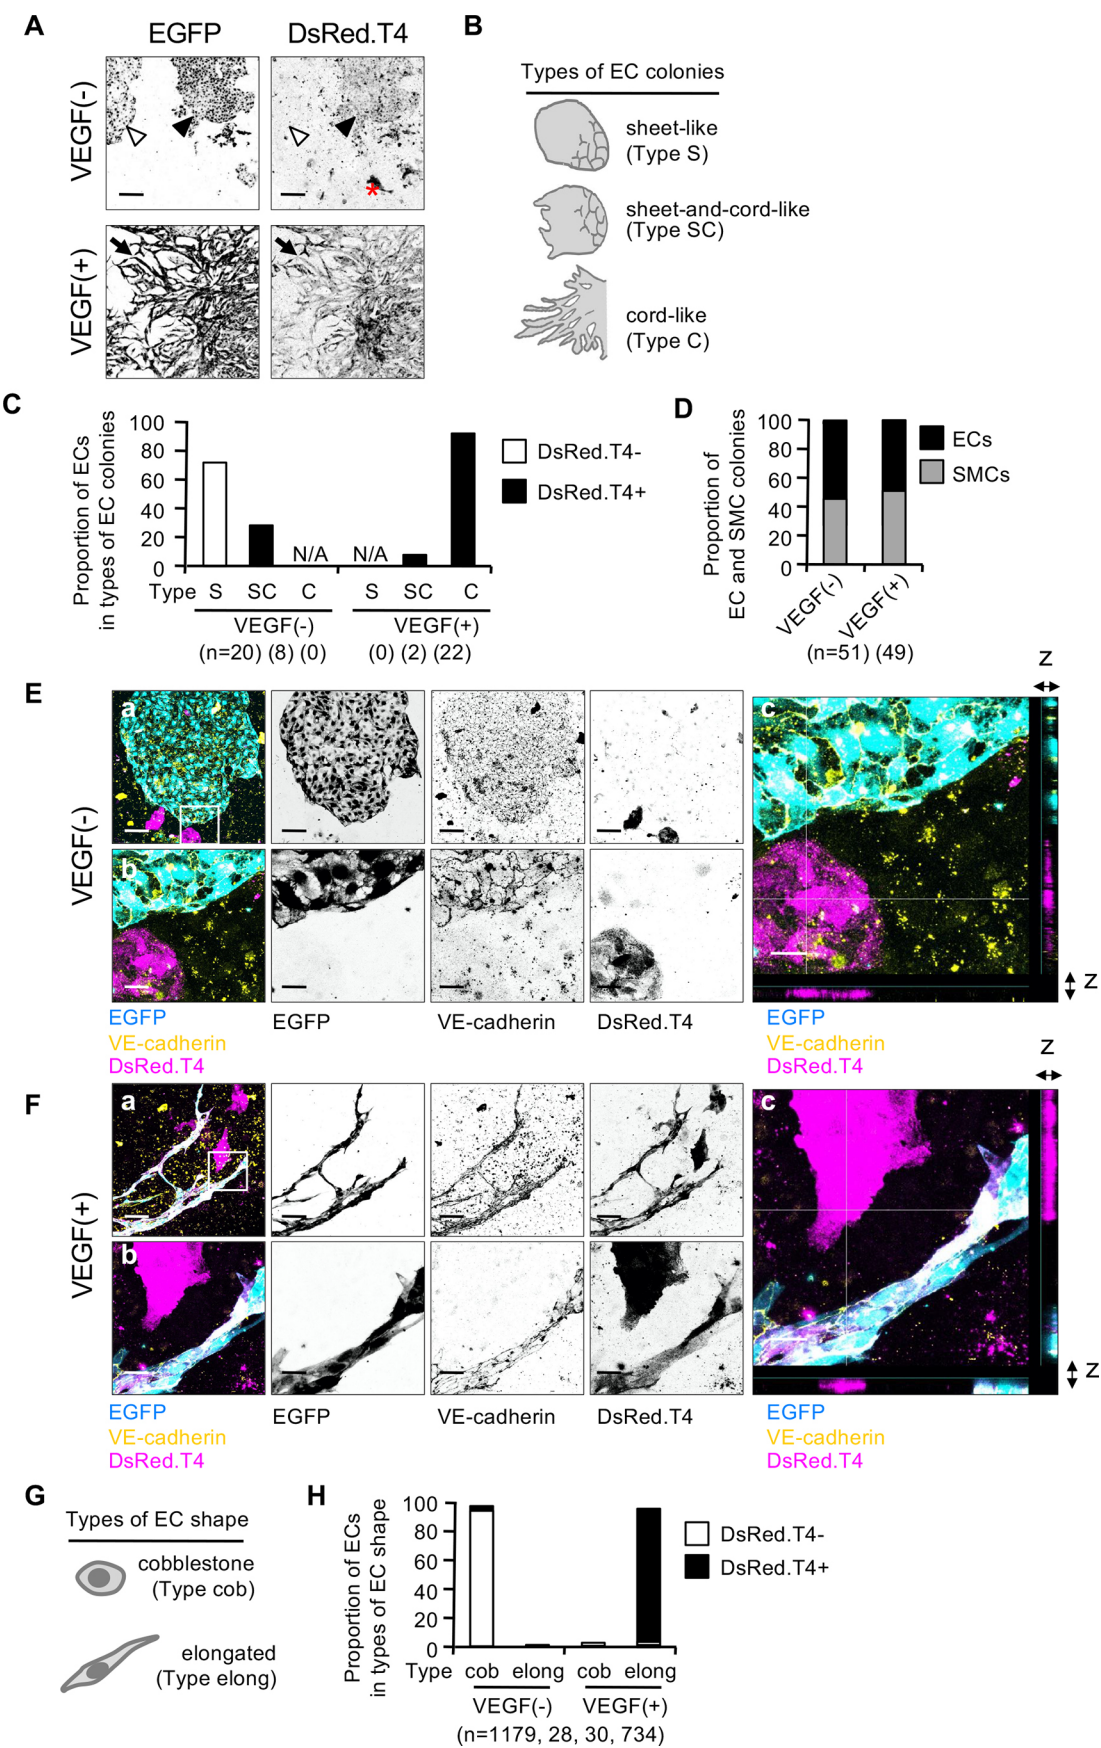 A
EGFP
DsRed.T4
VEGF(-)
*
VEGF(+)
B
Types of EC colonies
sheet-like
(Type S)
sheet-and-cord-like
(Type SC)
cord-like
(Type C)
C
Proportion of ECs
in types of EC colonies
100
80
60
40
20
0
N/A
N/A
DsRed.T4-
DsRed.T4+
Type S SC C S SC C
VEGF(-) VEGF(+)
(n=20) (8) (0) (0) (2) (22)
D
Proportion of
EC and SMC colonies
100
80
60
40
20
0
ECs
SMCs
VEGF(-)
VEGF(+)
(n=51) (49)
E
VEGF(-)
a
b
c
z
z
EGFP
VE-cadherin
DsRed.T4
EGFP
VE-cadherin
DsRed.T4
EGFP
VE-cadherin
DsRed.T4
F
VEGF(+)
a
b
c
z
z
EGFP
VE-cadherin
DsRed.T4
EGFP
VE-cadherin
DsRed.T4
EGFP
VE-cadherin
DsRed.T4
G
Types of EC shape
cobblestone
(Type cob)
elongated
(Type elong)
H
Proportion of ECs
in types of EC shape
100
80
60
40
20
0
DsRed.T4-
DsRed.T4+
Type cob elong cob elong
VEGF(-) VEGF(+)
(n=1179, 28, 30, 734)